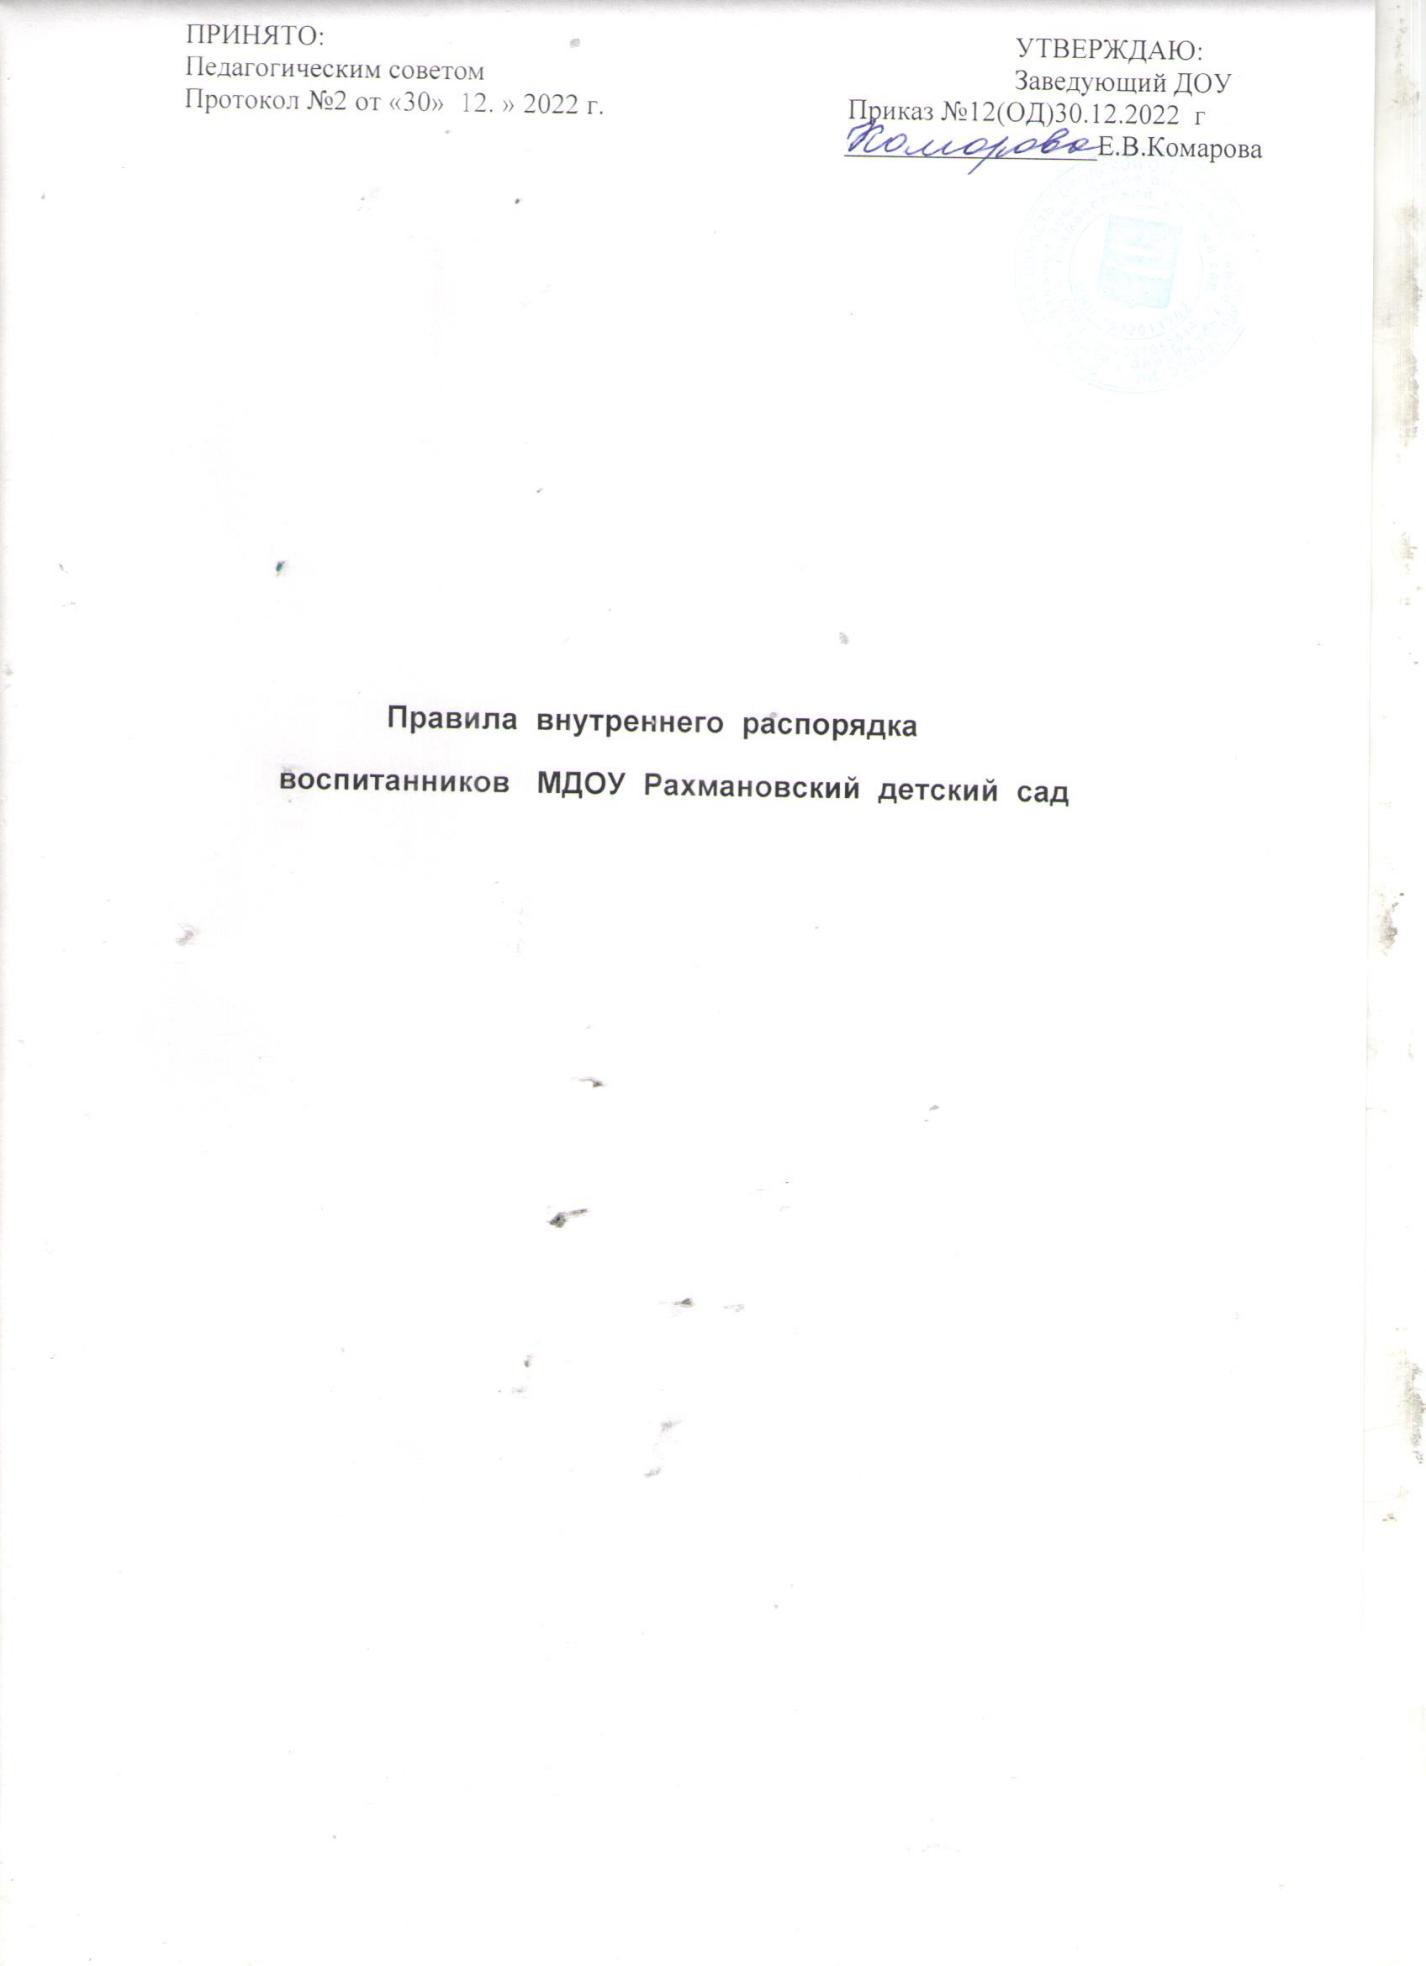 ПРИНЯТО:
Педагогическим советом
Протокол №2 от «30»  12. » 2022 г.
УТВЕРЖДАЮ:
Заведующий ДОУ
Приказ №12(ОД)30.12.2022  г
Комарова Е.В.Комарова
Правила внутреннего распорядка
воспитанников МДОУ Рахмановский детский сад